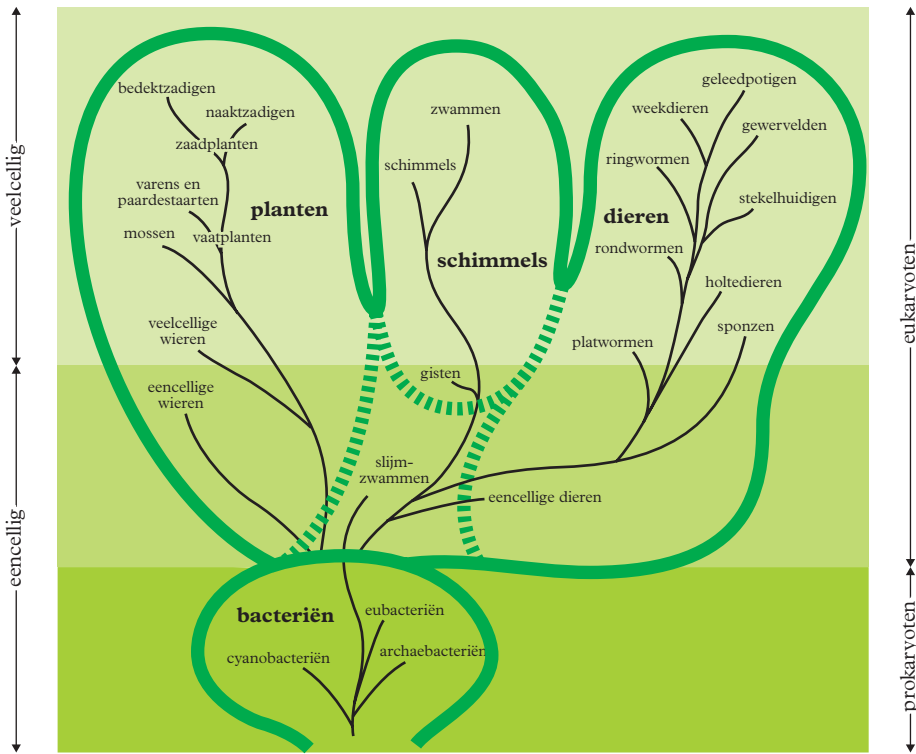 veelcellig
eencellig
eukaryoten
prokaryoten
planten
bedektzadigen
naaktzadigen
zaadplanten
varens en
paardestaarten
vaatplanten
mossen
veelcellige
wieren
eencellige
wieren
schimmels
zwammen
schimmels
gisten
slijm-
zwammen
dieren
geleedpotigen
weekdieren
gewervelden
ringwormen
stekelhuidigen
rondwormen
holtedieren
platwormen
sponzen
eencellige dieren
bacteriën
eubacteriën
cyanobacteriën
archaebacteriën